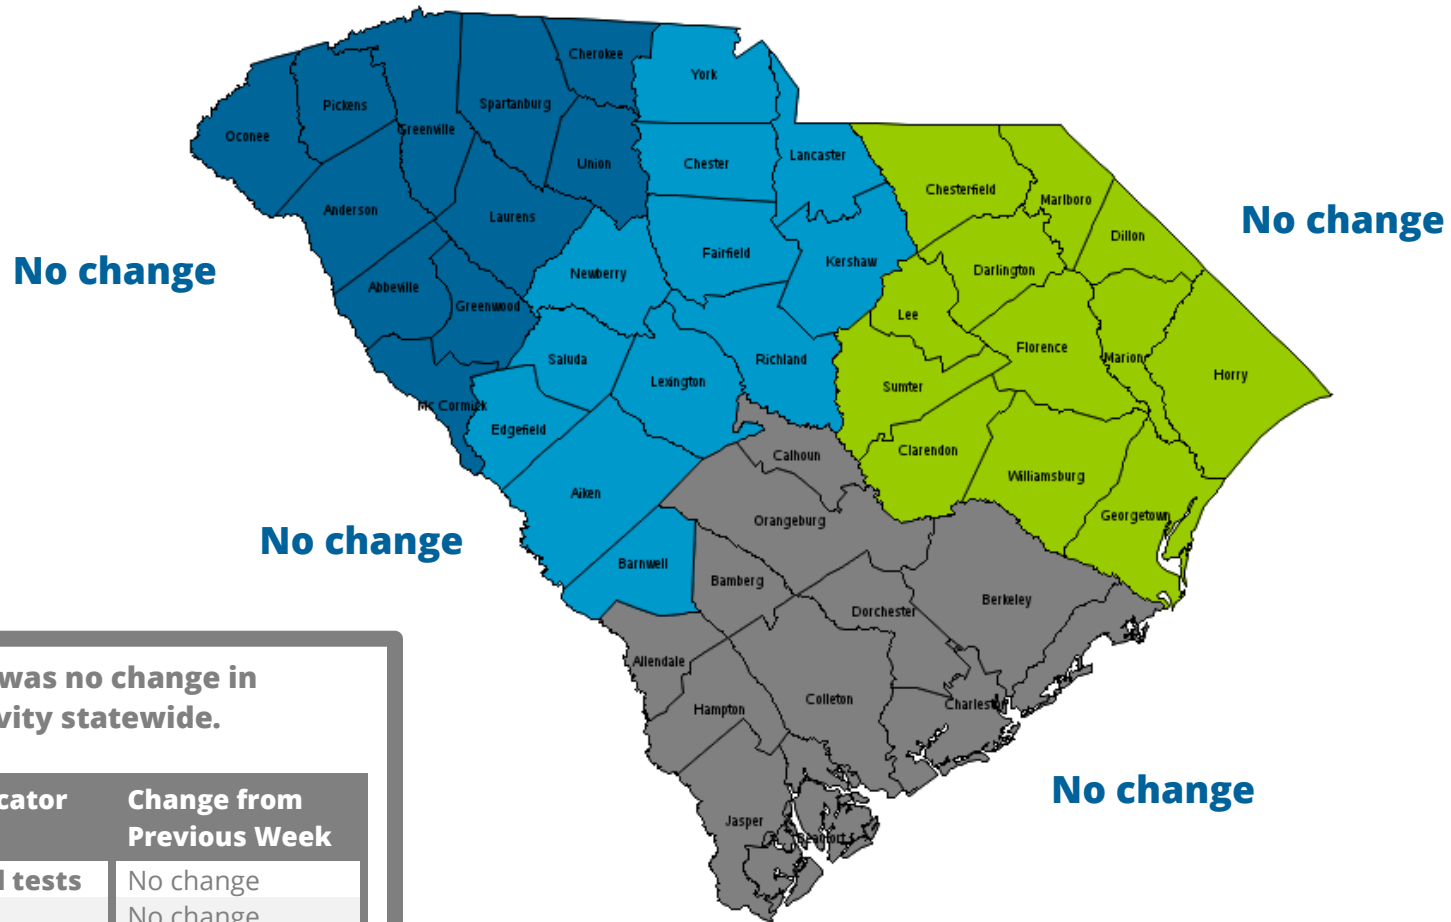 Cherokee
York
Pickens
Spartanburg
Greenville
Oconee
Union
Chester
Lancaster
Chesterfield
Marlboro
Anderson
Laurens
No change
Dillon
Fairfield
Kershaw
No change
Newberry
Darlington
Abbeville
Greenwood
Lee
Florence
Saluda
Richland
Marion
Lexington
Horry
Sumter
Mc Cormick
Edgefield
Clarendon
Calhoun
Williamsburg
Aiken
Georgetown
Orangeburg
No change
Barnwell
Bamberg
Berkeley
Dorchester
Allendale
was no change in
vity statewide.
Colleton
Charleston
Hampton
No change
cator
Change from
Previous Week
Jasper
Beaufort
l tests
No change
No change